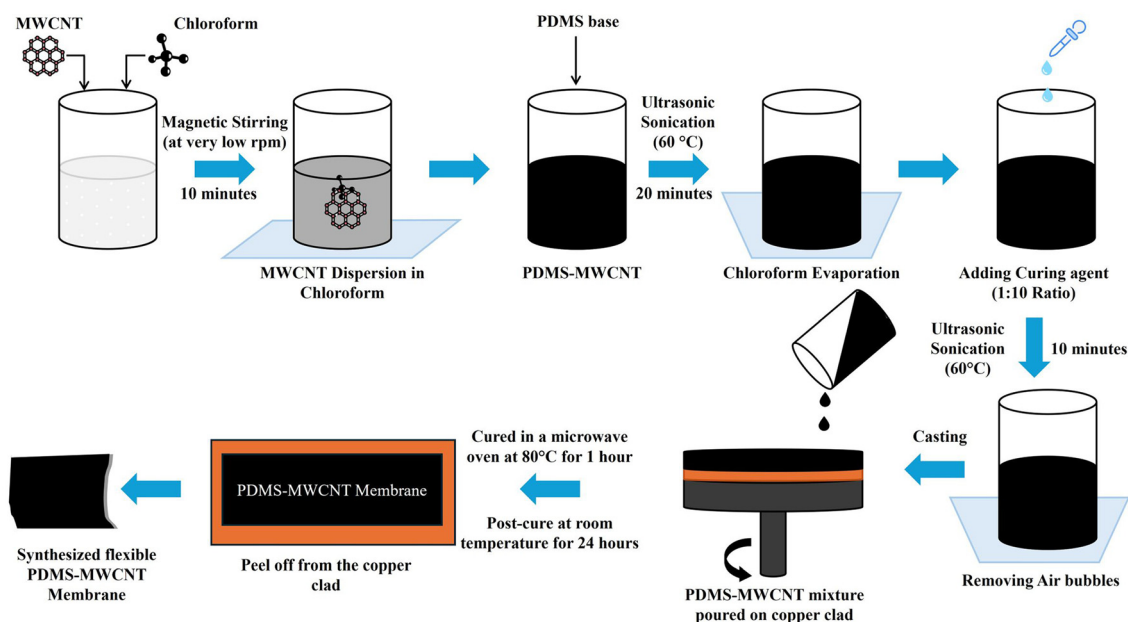 MWCNT
Chloroform
Magnetic Stirring
(at very low rpm)
10 minutes
MWCNT Dispersion in
Chloroform
PDMS base
PDMS-MWCNT
Ultrasonic
Sonication
(60 °C)
20 minutes
Chloroform Evaporation
Adding Curing agent
(1:10 Ratio)
Ultrasonic
Sonication
(60°C)
10 minutes
Removing Air bubbles
Casting
PDMS-MWCNT mixture
poured on copper clad
Cured in a microwave
oven at 80°C for 1 hour
Post-cure at room
temperature for 24 hours
PDMS-MWCNT Membrane
Peel off from the copper
clad
Synthesized flexible
PDMS-MWCNT
Membrane